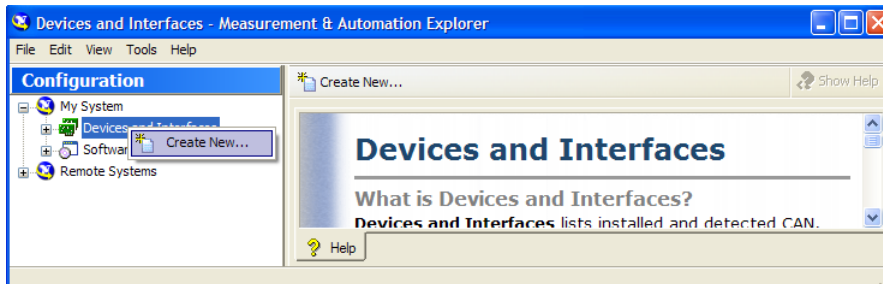 Devices and Interfaces - Measurement & Automation Explorer
File Edit View Tools Help
Configuration
My System
Devices and Interfaces
Software
Remote Systems
Create New...
Create New...
Show Help
Devices and Interfaces
What is Devices and Interfaces?
Devices and Interfaces lists installed and detected CAN,
Help